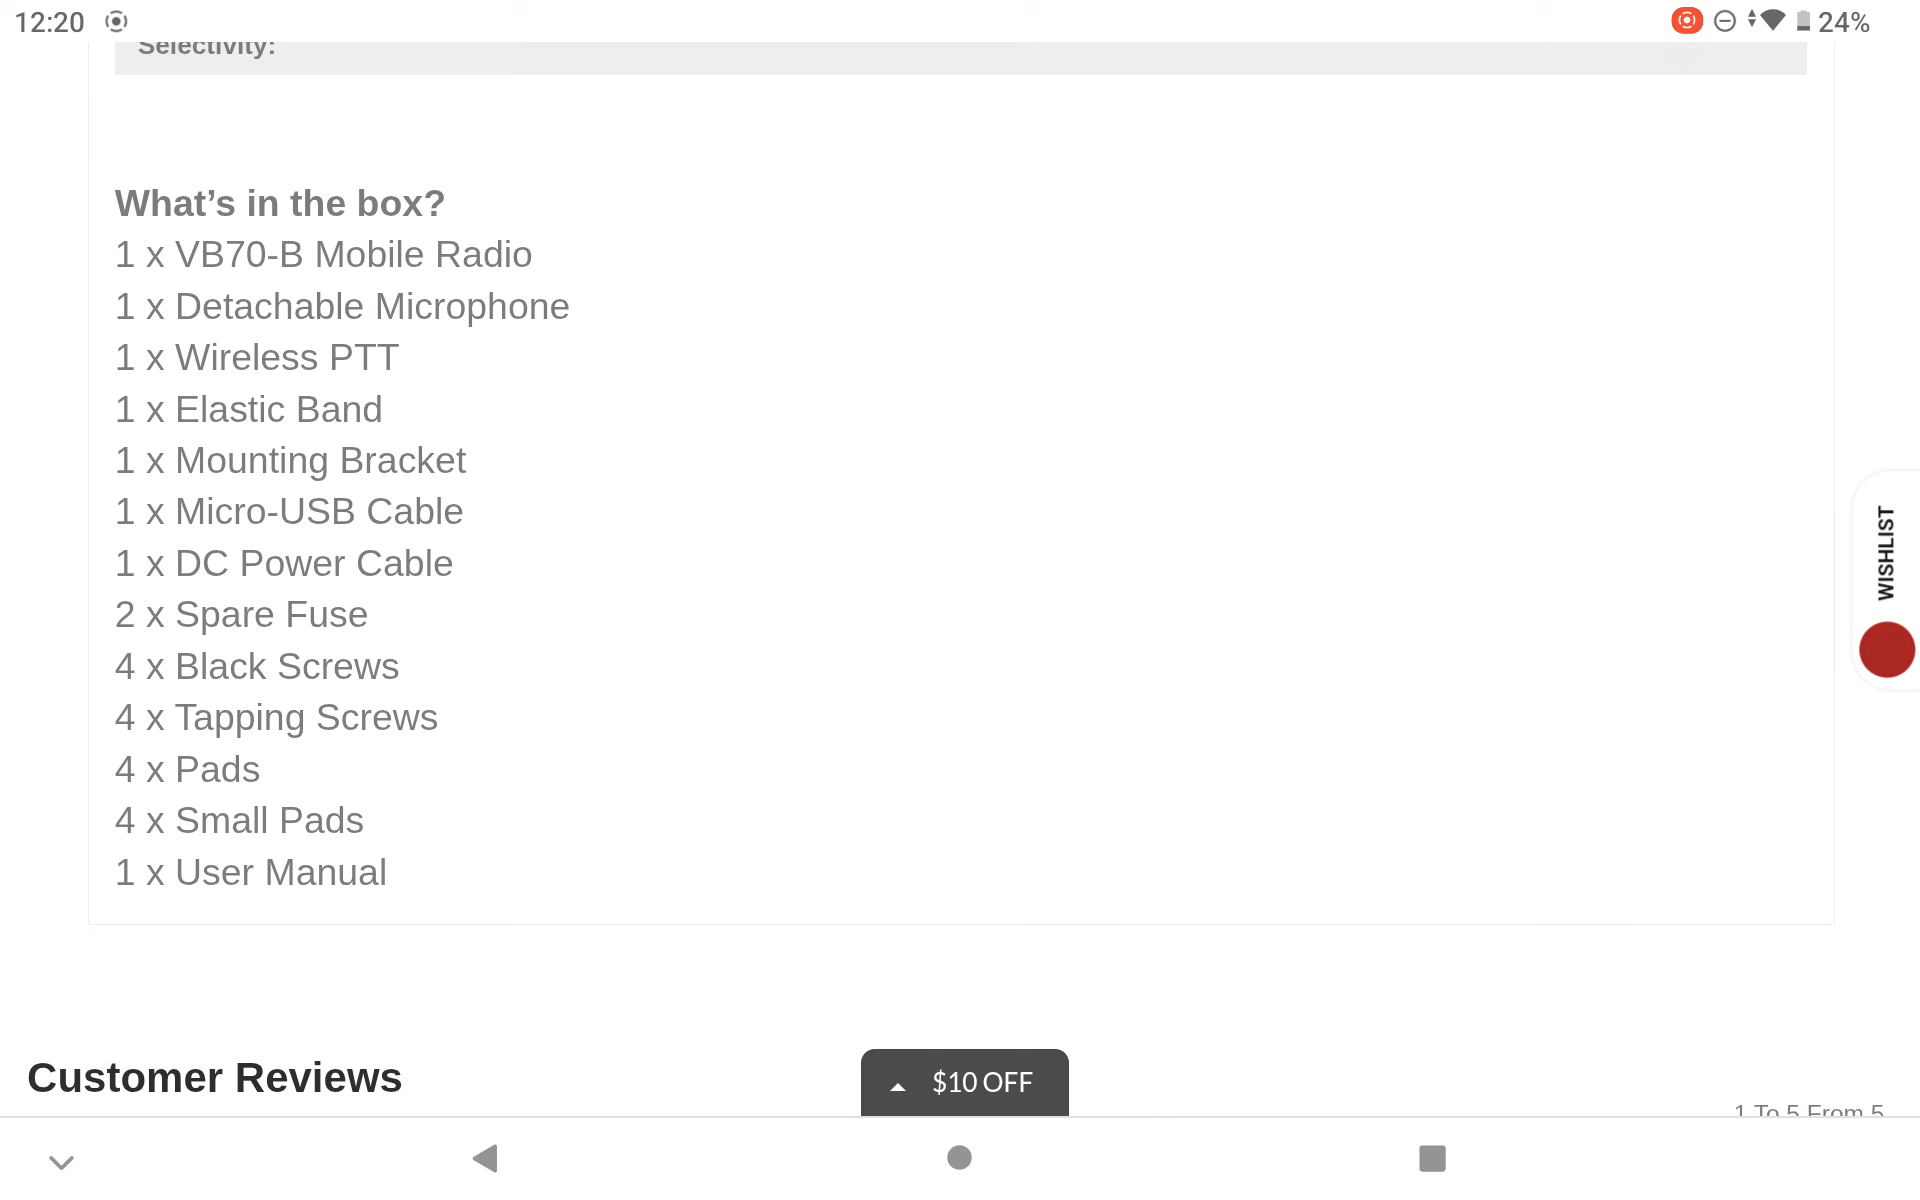 12:20
24%
Selectivity:
What’s in the box?
1 x VB70-B Mobile Radio
1 x Detachable Microphone
1 x Wireless PTT
1 x Elastic Band
1 x Mounting Bracket
1 x Micro-USB Cable
1 x DC Power Cable
2 x Spare Fuse
4 x Black Screws
4 x Tapping Screws
4 x Pads
4 x Small Pads
1 x User Manual
WISHLIST
Customer Reviews
$10 OFF
1 To 5 From 5